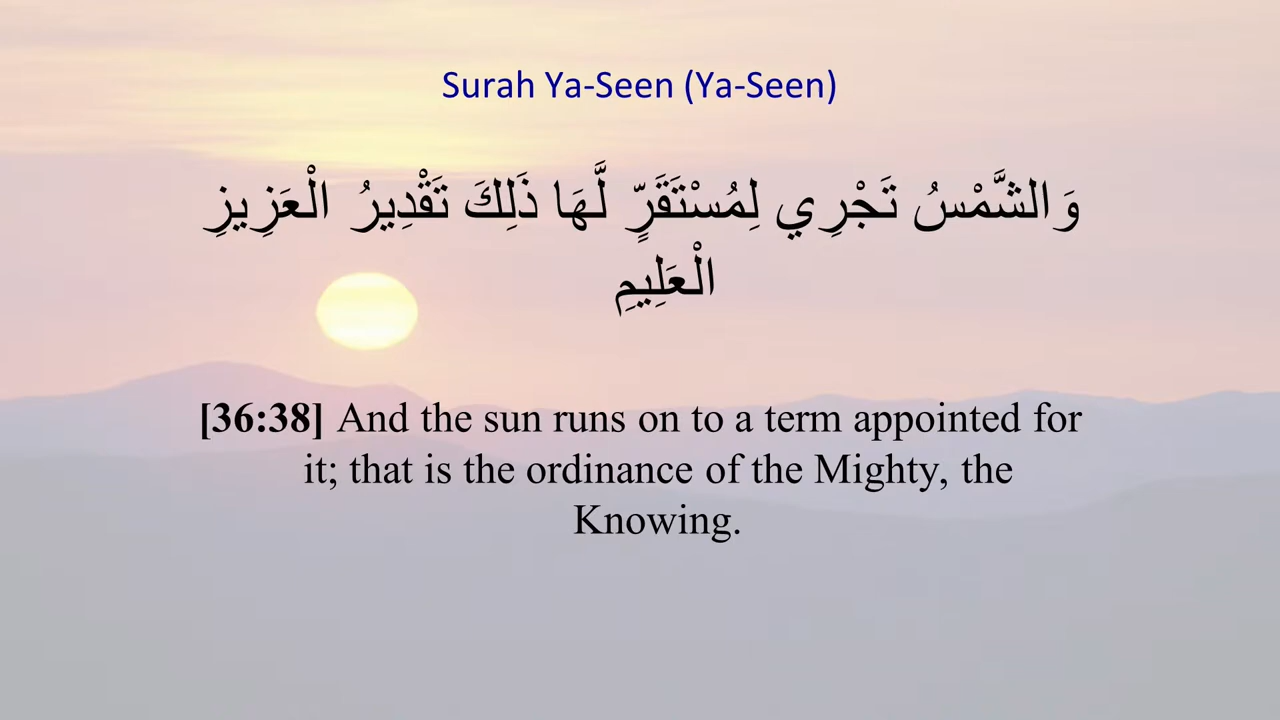 Surah Ya-Seen (Ya-Seen)
وَالشَّمْسُ تَجْرِي لِمُسْتَقَرٍّ لَّهَا ذَلِكَ تَقْدِيرُ الْعَزِيزِ
الْعَلِيمِ
[36:38] And the sun runs on to a term appointed for
it; that is the ordinance of the Mighty, the
Knowing.